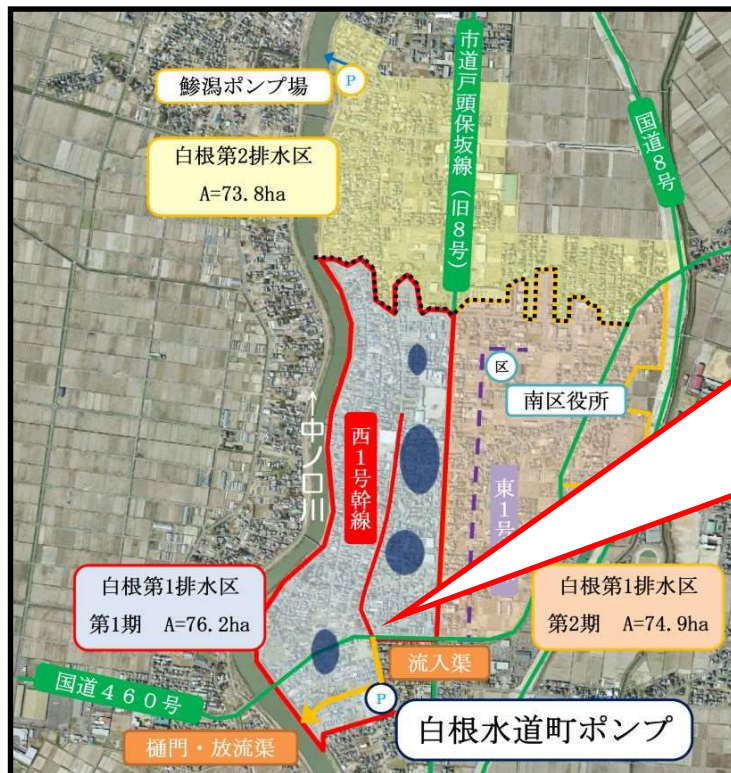 鯵潟ポンプ場
P
白根第2排水区
A=73.8ha
市道戸頭保坂線(旧8号)
国道8号
区
南区役所
←中ノ口川
西1号幹線
東1号
白根第1排水区
第1期 A=76.2ha
白根第1排水区
第2期 A=74.9ha
流入渠
国道460号
P
白根水道町ポンプ
樋門・放流渠